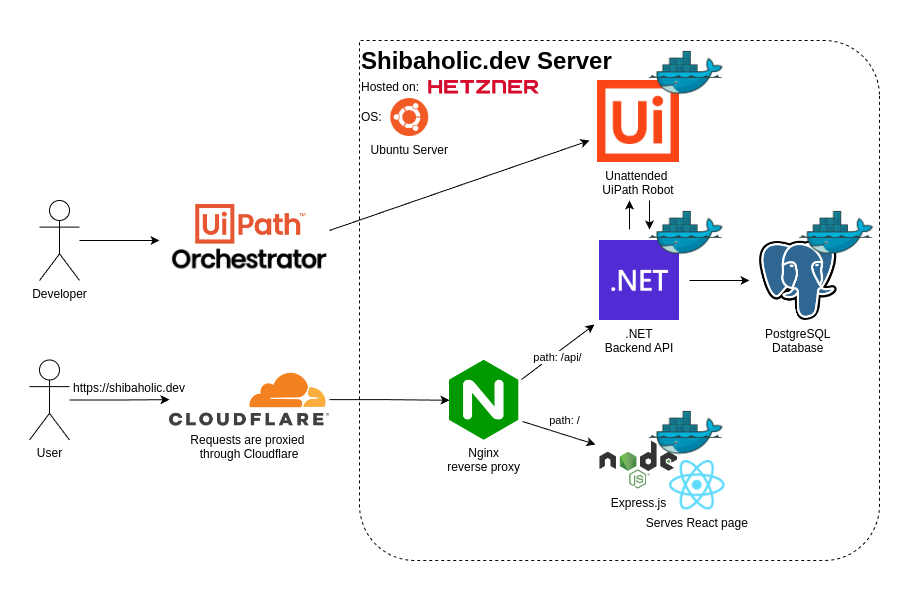 Shibaholic.dev Server
Hosted on: HETZNER
OS:
Ubuntu Server
Ui
Unattended
UiPath Robot
Developer
Ui Path™
Orchestrator
.NET
.NET
Backend API
PostgreSQL
Database
User
https://shibaholic.dev
CLOUDFLARE
Requests are proxied
through Cloudflare
N
Nginx
reverse proxy
path: /api/
path: /
node
JS
Express.js
Serves React page